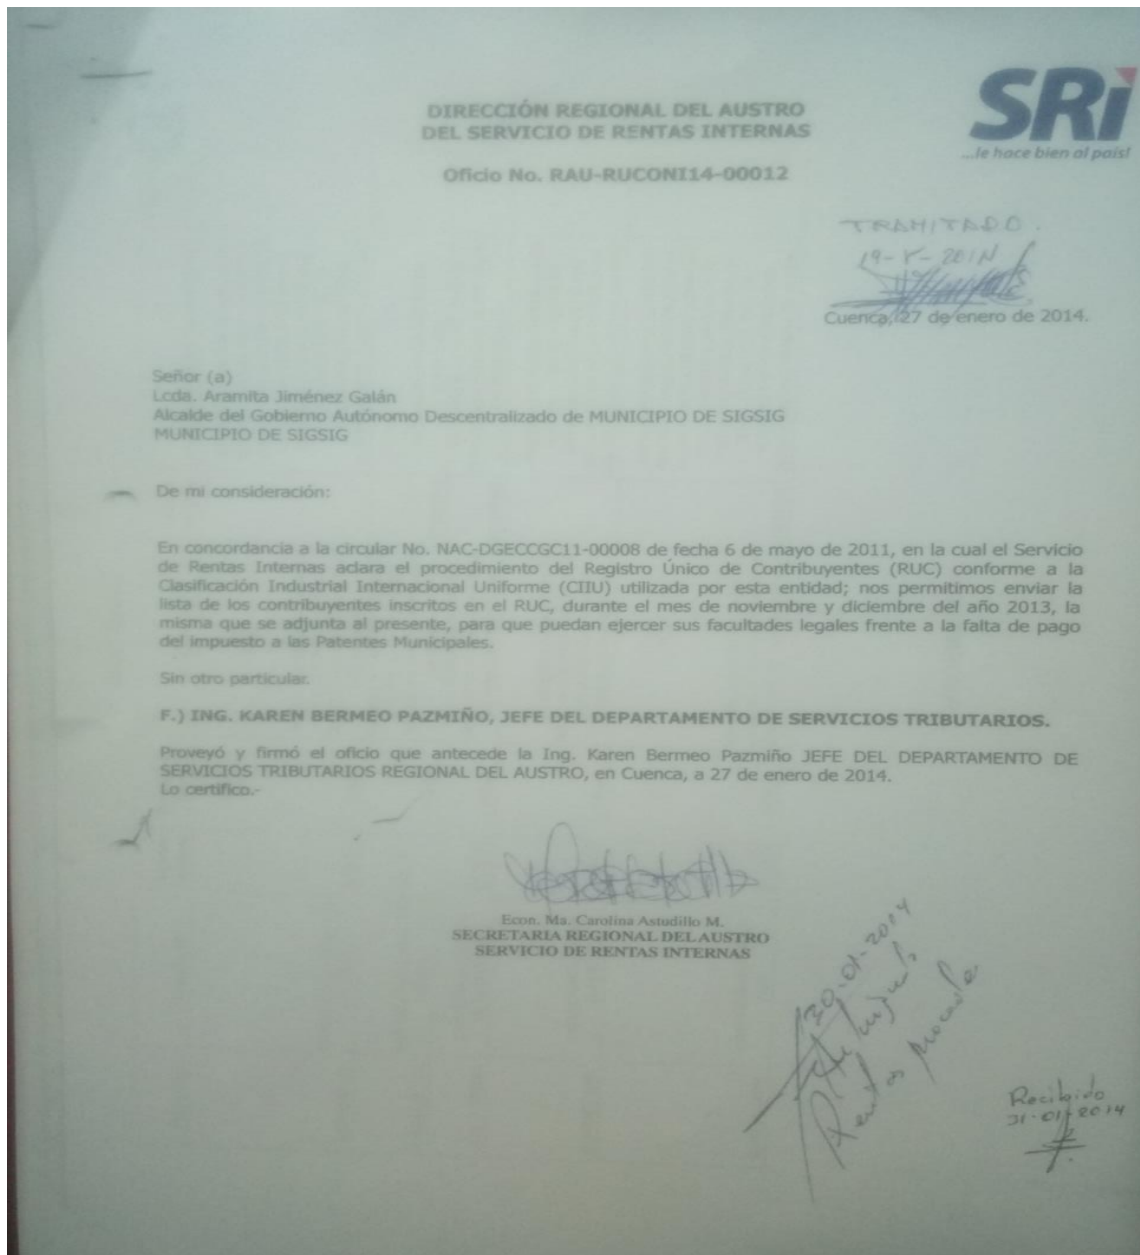 SRi
...le hace bien al país!
DIRECCIÓN REGIONAL DEL AUSTRO
DEL SERVICIO DE RENTAS INTERNAS
Oficio No. RAU-RUCONI14-00012
TRAMITADO.
Cuenca, 27 de enero de 2014.
Señor (a)
Lcda. Aramita Jiménez Galán
Alcalde del Gobierno Autónomo Descentralizado de MUNICIPIO DE SIGSIG
MUNICIPIO DE SIGSIG
De mi consideración:
En concordancia a la circular No. NAC-DGECCGC11-00008 de fecha 6 de mayo de 2011, en la cual el Servicio
de Rentas Internas aclara el procedimiento del Registro Único de Contribuyentes (RUC) conforme a la
Clasificación Industrial Internacional Uniforme (CIIU) utilizada por esta entidad; nos permitimos enviar la
lista de los contribuyentes inscritos en el RUC, durante el mes de noviembre y diciembre del año 2013, la
misma que se adjunta al presente, para que puedan ejercer sus facultades legales frente a la falta de pago
del impuesto a las Patentes Municipales.
Sin otro particular.
F.) ING. KAREN BERMEO PAZMIÑO, JEFE DEL DEPARTAMENTO DE SERVICIOS TRIBUTARIOS.
Proveyó y firmó el oficio que antecede la Ing. Karen Bermeo Pazmiño JEFE DEL DEPARTAMENTO DE
SERVICIOS TRIBUTARIOS REGIONAL DEL AUSTRO, en Cuenca, a 27 de enero de 2014.
Lo certifico.-
Econ. Ma. Carolina Astudillo M.
SECRETARIA REGIONAL DEL AUSTRO
SERVICIO DE RENTAS INTERNAS
30-01-2014
Rentas proceda
Recibido
31-01-2014